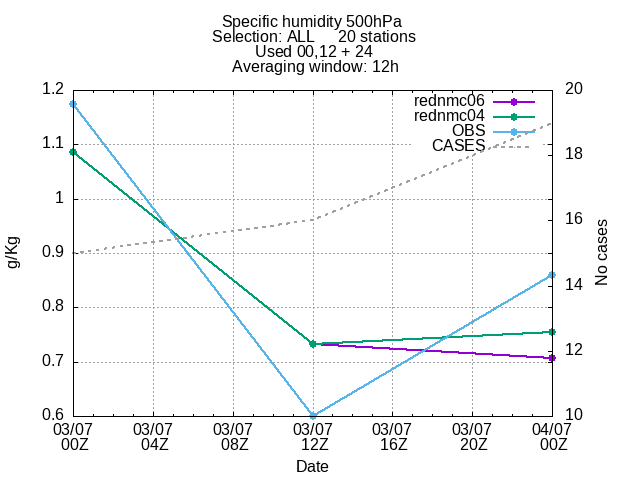 Specific humidity 500hPa
Selection: ALL 20 stations
Used 00,12 + 24
Averaging window: 12h
rednmc06
rednmc04
OBS
CASES
1.2
1.1
1
0.9
0.8
0.7
0.6
g/Kg
20
18
16
14
12
10
No cases
03/07 03/07 03/07 03/07 03/07 03/07 04/07
00Z 04Z 08Z 12Z 16Z 20Z 00Z
Date